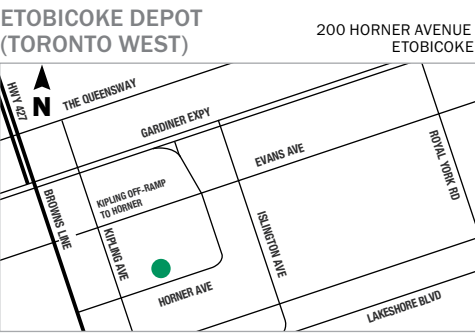 ETOBICOKE DEPOT
(TORONTO WEST)
200 HORNER AVENUE
ETOBICOKE
HWY 427
N
THE QUEENSWAY
GARDINER EXPY
ROYAL YORK RD
EVANS AVE
KIPLING OFF-RAMP
TO HORNER
BROWNS LINE
KIPLING AVE
ISLINGTON AVE
HORNER AVE
LAKESHORE BLVD